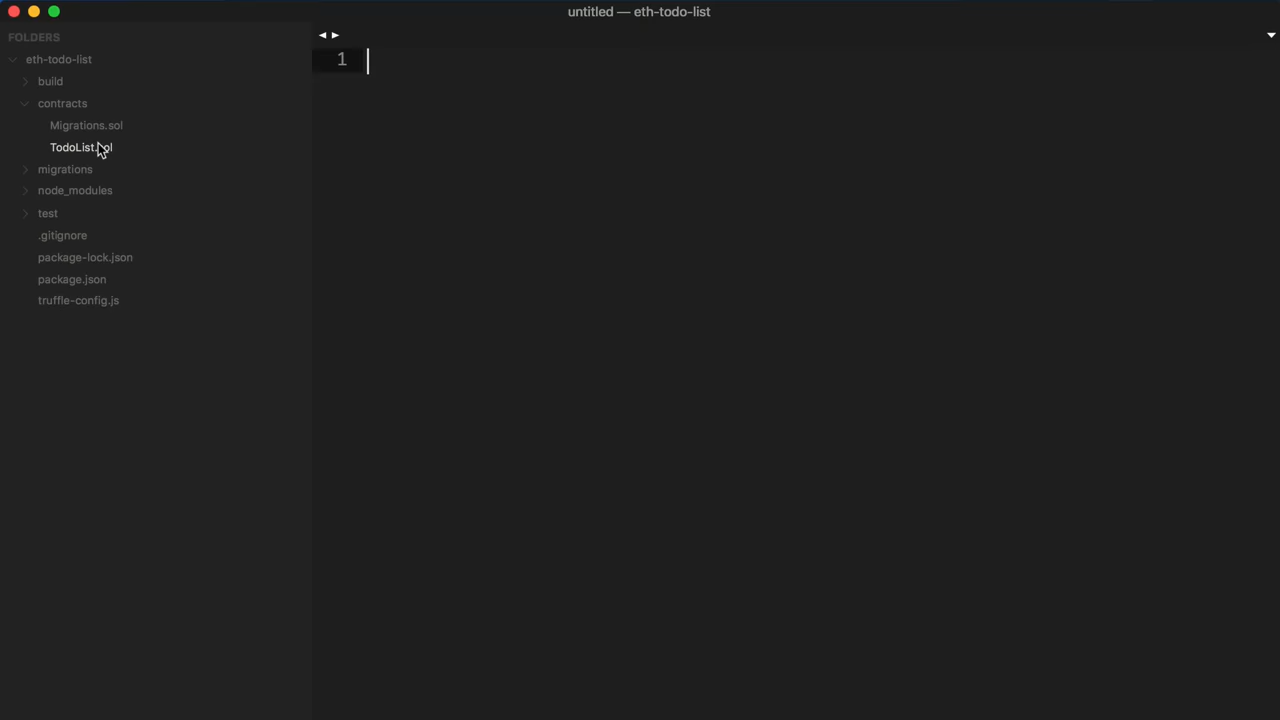 untitled — eth-todo-list
FOLDERS
eth-todo-list
build
contracts
Migrations.sol
TodoList.sol
migrations
node_modules
test
.gitignore
package-lock.json
package.json
truffle-config.js
1